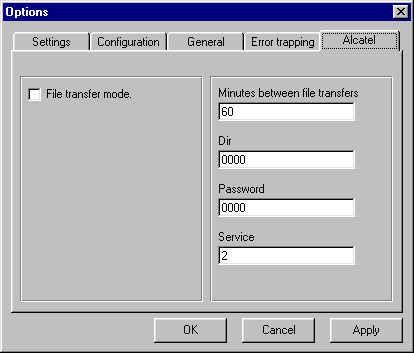 Options
Settings Configuration General Error trapping Alcatel
File transfer mode.
Minutes between file transfers
60
Dir
0000
Password
0000
Service
2
OK Cancel Apply